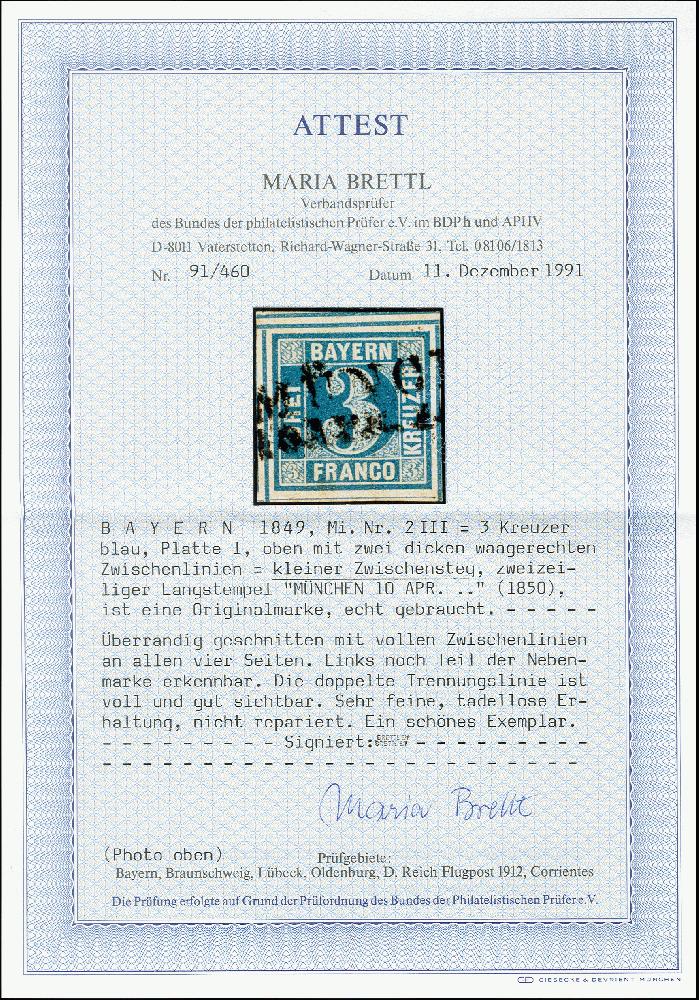 ATTEST
MARIA BRETTL
Verbandsprüfer
des Bundes der philatelistischen Prüfer e.V. im BDPh und APHV
D-8011 Vaterstetten, Richard-Wagner-Straße 31, Tel. 08106/1813
Nr. 91/460 Datum 11. Dezember 1991
BAYERN
DREI
3
KREUZER
FRANCO
B A Y E R N 1849, Mi. Nr. 2 III = 3 Kreuzer
blau, Platte 1, oben mit zwei dicken waagerechten
Zwischenlinien = kleiner Zwischensteg, zweizei-
liger Langstempel "MÜNCHEN 10 APR. .." (1850),
ist eine Originalmarke, echt gebraucht. - - - - -
Überrandig geschnitten mit vollen Zwischenlinien
an allen vier Seiten. Links noch Teil der Neben-
marke erkennbar. Die doppelte Trennungslinie ist
voll und gut sichtbar. Sehr feine, tadellose Er-
haltung, nicht repariert. Ein schönes Exemplar.
- - - - - - - - - Signiert: - - - - - - - - -
Maria Brettl
(Photo oben)
Prüfgebiete:
Bayern, Braunschweig, Lübeck, Oldenburg, D. Reich Flugpost 1912, Corrientes
Die Prüfung erfolgte auf Grund der Prüfordnung des Bundes der Philatelistischen Prüfer e.V.
GIESECKE & DEVRIENT MÜNCHEN